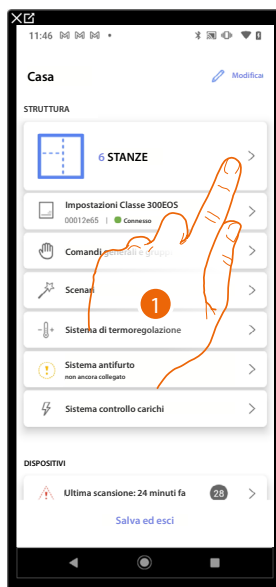 11:46
Casa
Modificar
STRUTTURA
6 STANZE
Impostazioni Classe 300EOS
00012e65 | Connesso
Comandi generali e gruppi
Scenari
1
Sistema di termoregolazione
Sistema antifurto
non ancora collegato
Sistema controllo carichi
DISPOSITIVI
Ultima scansione: 24 minuti fa
28
Salva ed esci